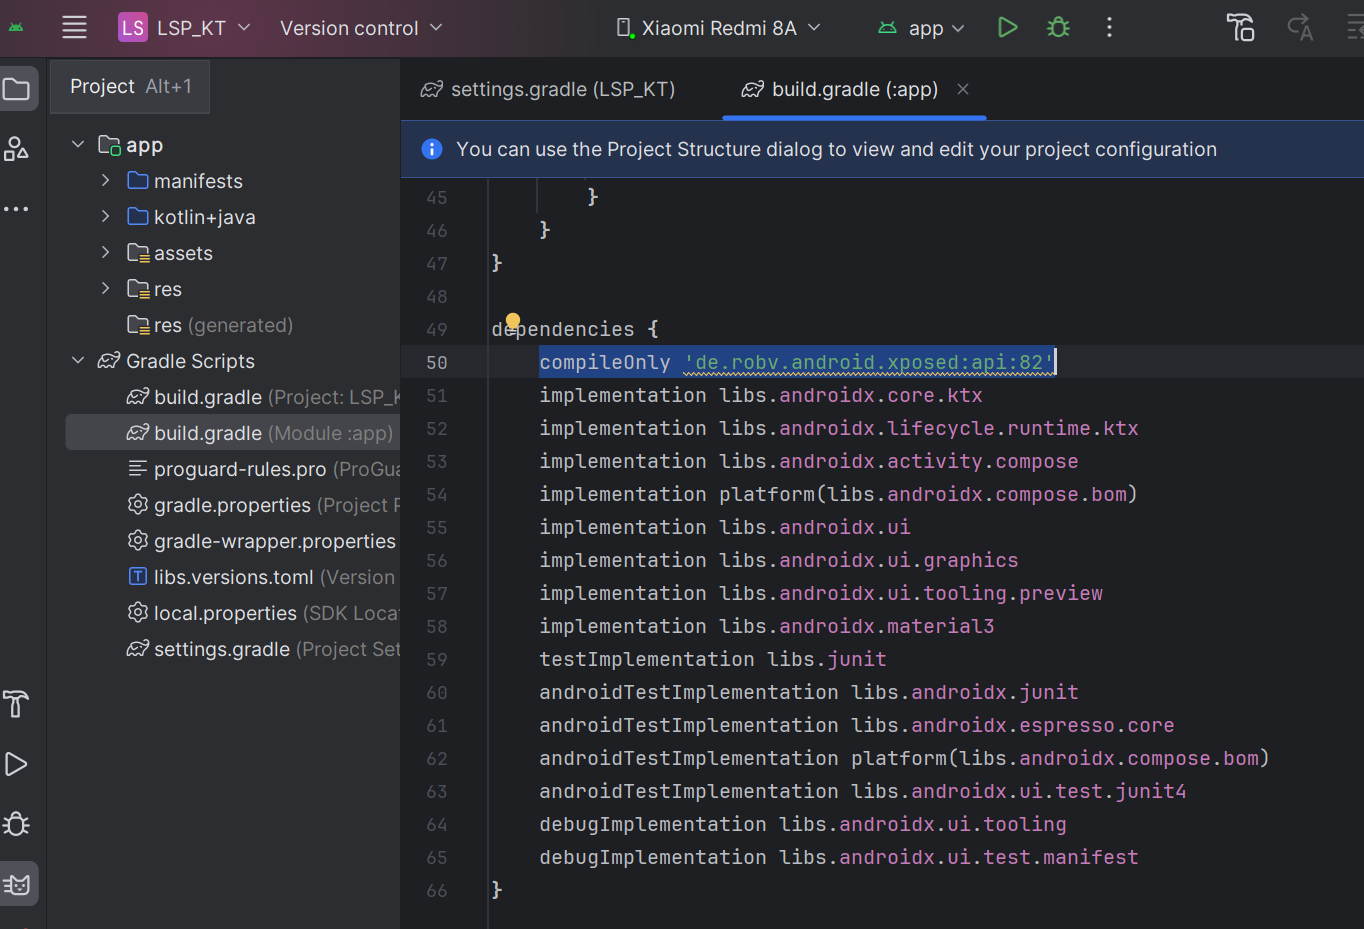 LS LSP_KT Version control Xiaomi Redmi 8A app
Project Alt+1
app
manifests
kotlin+java
assets
res
res (generated)
Gradle Scripts
build.gradle (Project: LSP_K
build.gradle (Module :app)
proguard-rules.pro (ProGua
gradle.properties (Project P
gradle-wrapper.properties
libs.versions.toml (Version
local.properties (SDK Locat
settings.gradle (Project Set
settings.gradle (LSP_KT) build.gradle (:app)
You can use the Project Structure dialog to view and edit your project configuration
45 }
46 }
47 }
48
49 dependencies {
50 compileOnly 'de.robv.android.xposed:api:82'
51 implementation libs.androidx.core.ktx
52 implementation libs.androidx.lifecycle.runtime.ktx
53 implementation libs.androidx.activity.compose
54 implementation platform(libs.androidx.compose.bom)
55 implementation libs.androidx.ui
56 implementation libs.androidx.ui.graphics
57 implementation libs.androidx.ui.tooling.preview
58 implementation libs.androidx.material3
59 testImplementation libs.junit
60 androidTestImplementation libs.androidx.junit
61 androidTestImplementation libs.androidx.espresso.core
62 androidTestImplementation platform(libs.androidx.compose.bom)
63 androidTestImplementation libs.androidx.ui.test.junit4
64 debugImplementation libs.androidx.ui.tooling
65 debugImplementation libs.androidx.ui.test.manifest
66 }